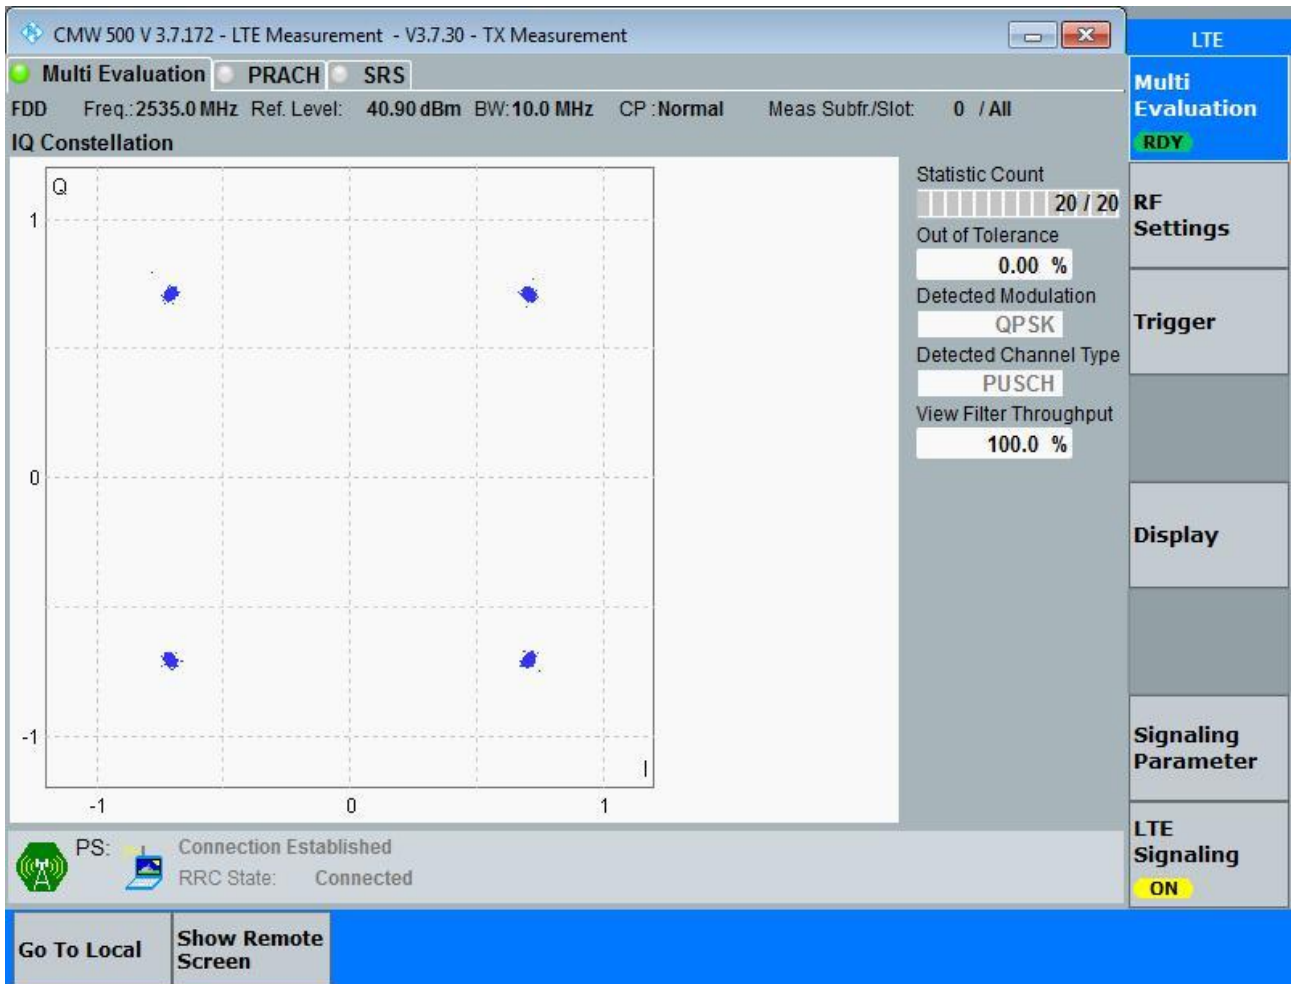 CMW 500 V 3.7.172 - LTE Measurement - V3.7.30 - TX Measurement
LTE
Multi Evaluation PRACH SRS
FDD Freq.: 2535.0 MHz Ref. Level: 40.90 dBm BW: 10.0 MHz CP : Normal Meas Subfr./Slot: 0 / All
IQ Constellation
Q
1
0
-1
I
-1 0 1
Statistic Count
20 / 20
Out of Tolerance
0.00 %
Detected Modulation
QPSK
Detected Channel Type
PUSCH
View Filter Throughput
100.0 %
Multi
Evaluation
RDY
RF
Settings
Trigger
Display
Signaling
Parameter
LTE
Signaling
ON
PS: Connection Established
RRC State: Connected
Go To Local
Show Remote
Screen